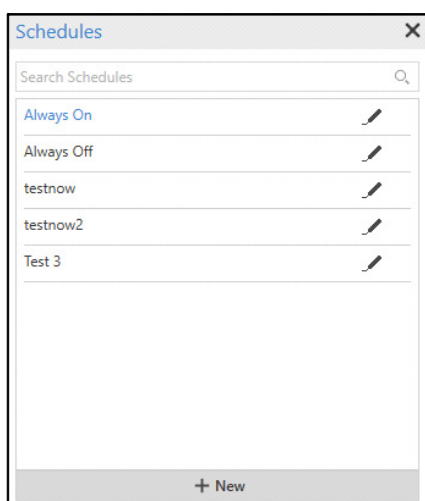 Schedules
Search Schedules
Always On
Always Off
testnow
testnow2
Test 3
+ New